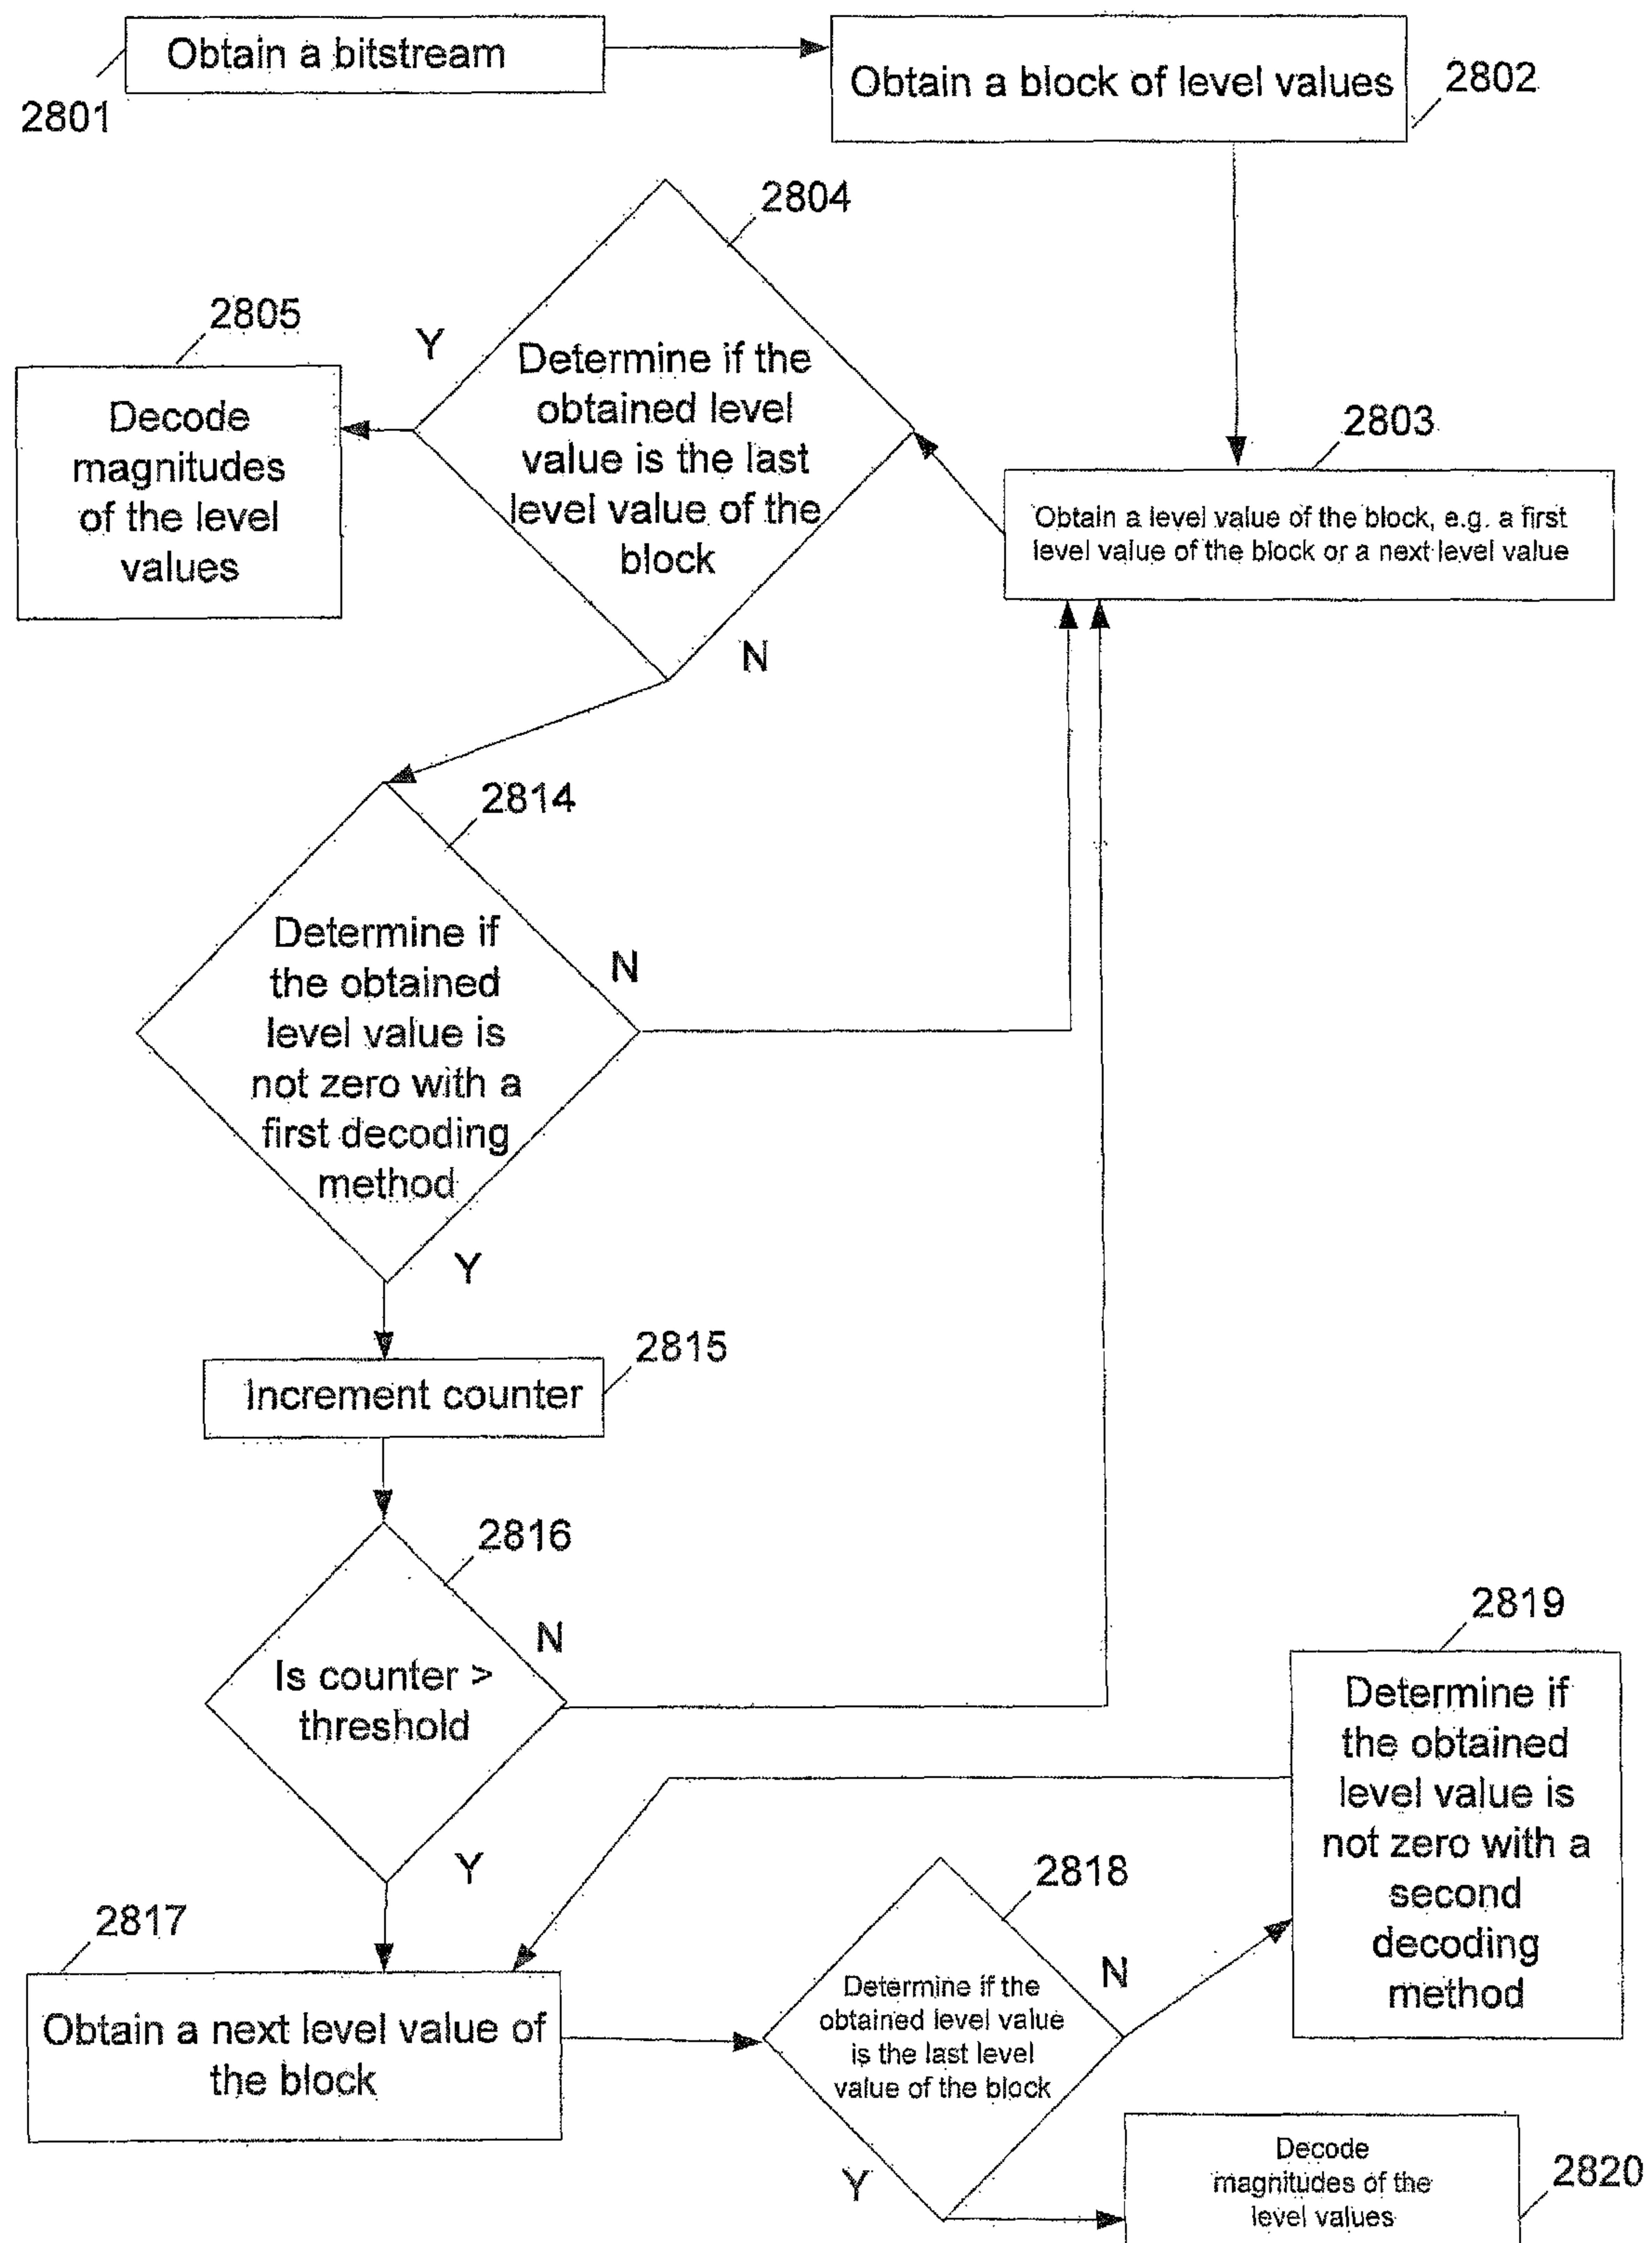 Obtain a bitstream
2801
Obtain a block of level values
2802
2804
2805
Y
Determine if the
obtained level
value is the last
level value of the
block
Decode
magnitudes
of the level
values
2803
Obtain a level value of the block, e.g. a first
level value of the block or a next level value
N
2814
Determine if
the obtained
level value is
not zero with a
first decoding
method
N
Y
2815
Increment counter
2816
Is counter >
threshold
N
Y
2819
Determine if
the obtained
level value is
not zero with a
second
decoding
method
2817
Obtain a next level value of
the block
2818
Determine if the
obtained level value
is the last level
value of the block
N
Y
Decode
magnitudes of the
level values
2820